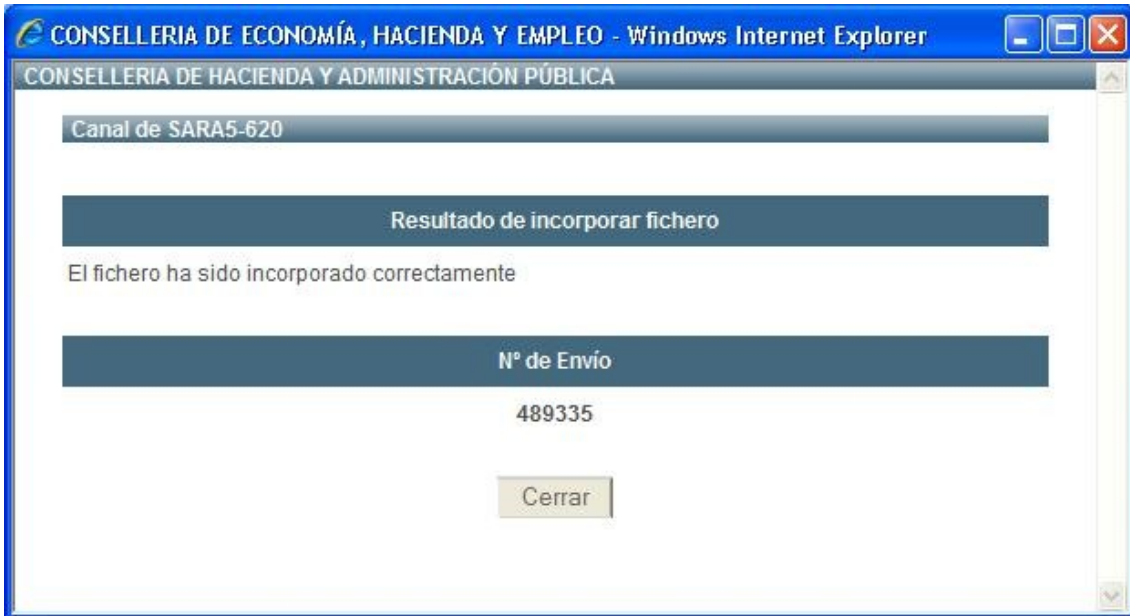 CONSELLERIA DE ECONOMÍA, HACIENDA Y EMPLEO - Windows Internet Explorer
CONSELLERIA DE HACIENDA Y ADMINISTRACIÓN PÚBLICA
Canal de SARA5-620
Resultado de incorporar fichero
El fichero ha sido incorporado correctamente
Nº de Envío
489335
Cerrar